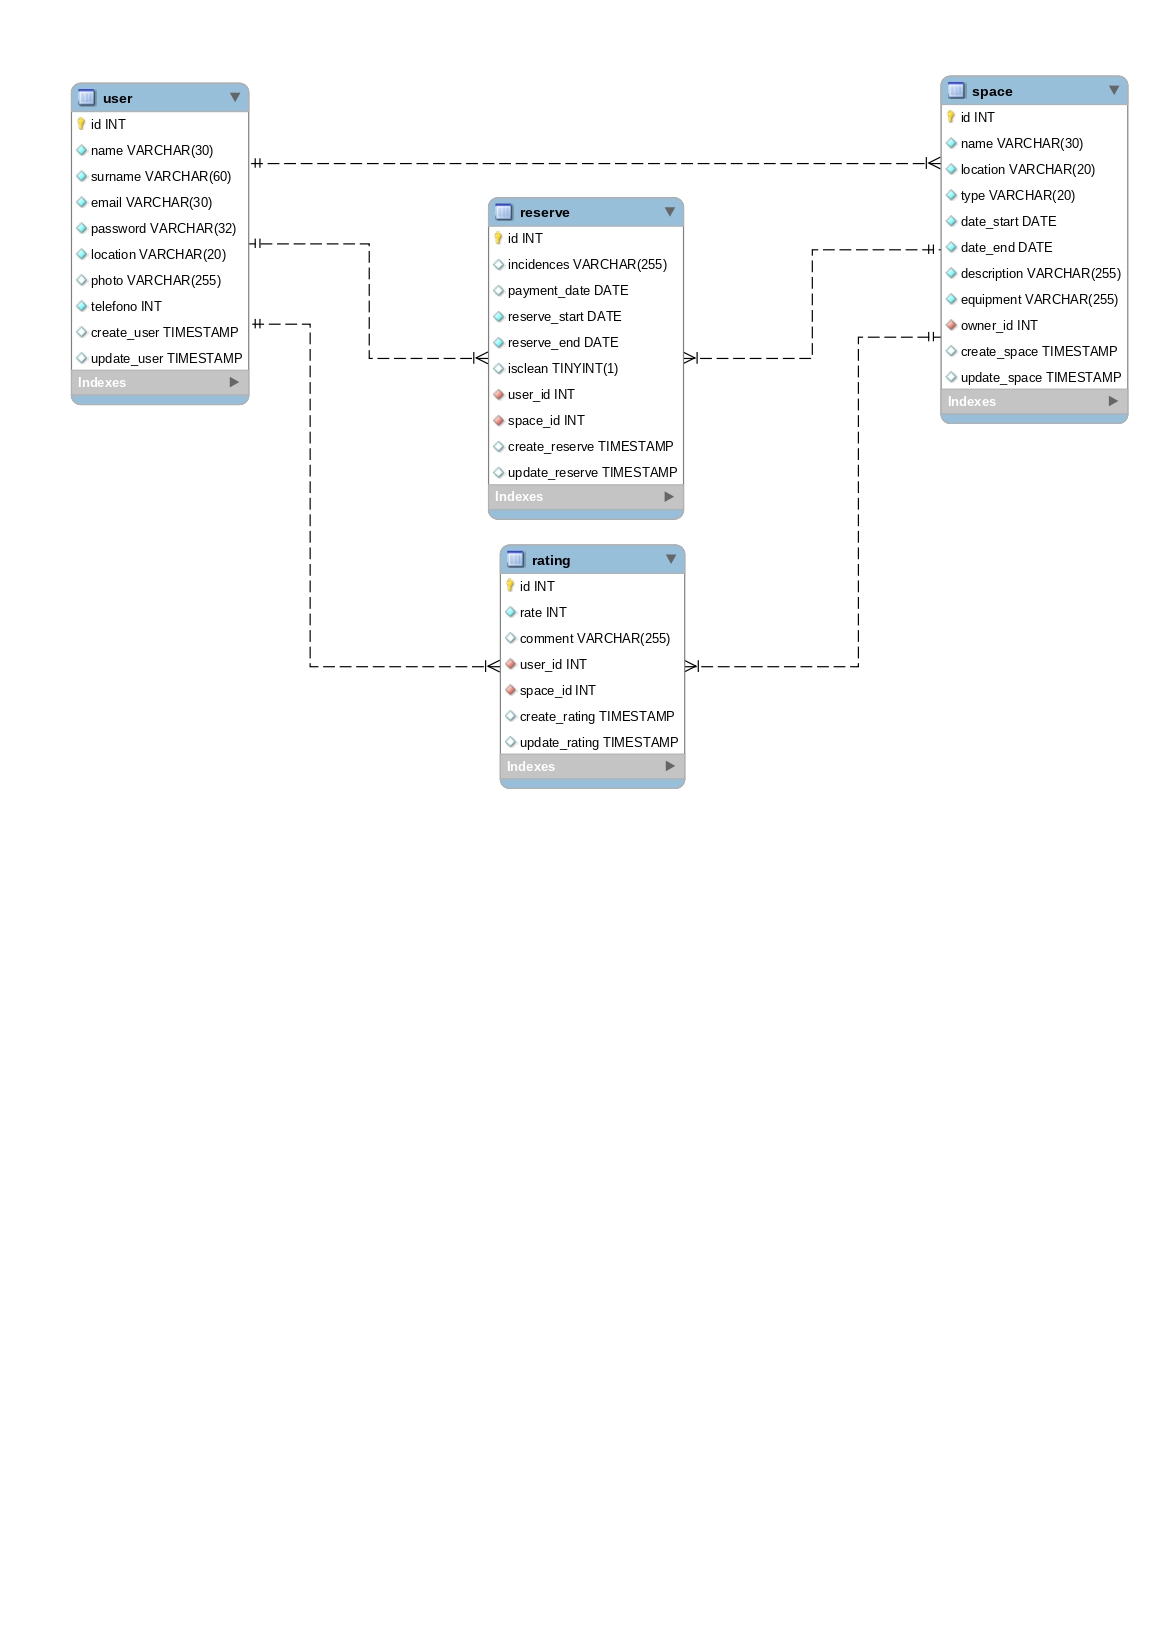 user
id INT
name VARCHAR(30)
surname VARCHAR(60)
email VARCHAR(30)
password VARCHAR(32)
location VARCHAR(20)
photo VARCHAR(255)
telefono INT
create_user TIMESTAMP
update_user TIMESTAMP
Indexes
reserve
id INT
incidences VARCHAR(255)
payment_date DATE
reserve_start DATE
reserve_end DATE
isclean TINYINT(1)
user_id INT
space_id INT
create_reserve TIMESTAMP
update_reserve TIMESTAMP
Indexes
space
id INT
name VARCHAR(30)
location VARCHAR(20)
type VARCHAR(20)
date_start DATE
date_end DATE
description VARCHAR(255)
equipment VARCHAR(255)
owner_id INT
create_space TIMESTAMP
update_space TIMESTAMP
Indexes
rating
id INT
rate INT
comment VARCHAR(255)
user_id INT
space_id INT
create_rating TIMESTAMP
update_rating TIMESTAMP
Indexes